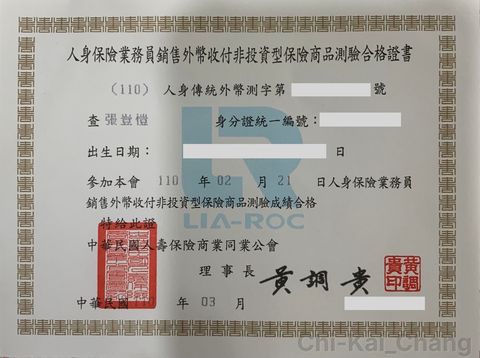 人身保險業務員銷售外幣收付非投資型保險商品測驗合格證書
(110) 人身傳統外幣測字第 號
查 張豈愷 身分證統一編號:
出生日期: 日
參加本會 110 年 02 月 21 日人身保險業務員
銷售外幣收付非投資型保險商品測驗成績合格
特給此證
LIA-ROC
中華民國人壽保險商業同業公會
理事長 黃調貴
黃調貴印
中華民國 年 03 月
Chi-Kai_Chang